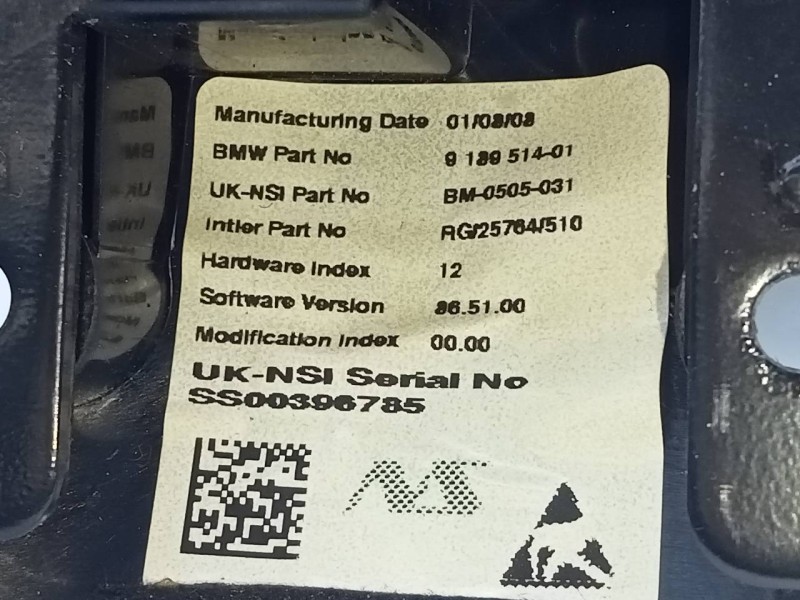 Manufacturing Date 01/08/08
BMW Part No 9 189 514-01
UK-NSI Part No BM-0505-031
Intier Part No RG/25764/510
Hardware Index 12
Software Version 86.51.00
Modification Index 00.00
UK-NSI Serial No
SS00396785